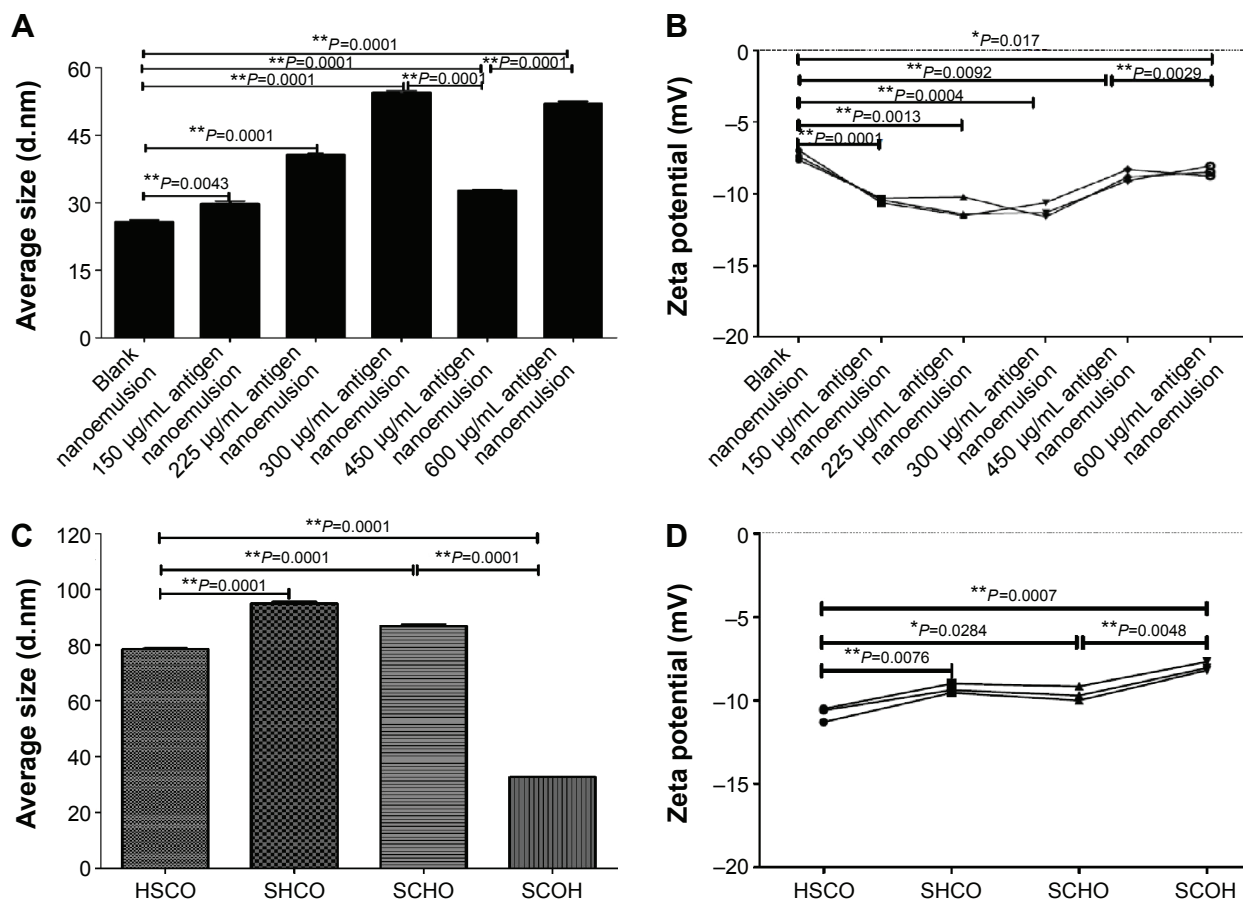 A
**P=0.0001
**P=0.0001
**P=0.0001
**P=0.0001
**P=0.0001
**P=0.0001
**P=0.0043
60
45
30
15
0
Average size (d.nm)
Blank
nanoemulsion
150 µg/mL antigen
nanoemulsion
225 µg/mL antigen
nanoemulsion
300 µg/mL antigen
nanoemulsion
450 µg/mL antigen
nanoemulsion
600 µg/mL antigen
nanoemulsion
B
*P=0.017
**P=0.0092
**P=0.0029
**P=0.0004
**P=0.0013
**P=0.0001
0
–5
–10
–15
–20
Zeta potential (mV)
Blank
nanoemulsion
150 µg/mL antigen
nanoemulsion
225 µg/mL antigen
nanoemulsion
300 µg/mL antigen
nanoemulsion
450 µg/mL antigen
nanoemulsion
600 µg/mL antigen
nanoemulsion
C
**P=0.0001
**P=0.0001
**P=0.0001
**P=0.0001
120
100
80
60
40
20
0
Average size (d.nm)
HSCO
SHCO
SCHO
SCOH
D
**P=0.0007
*P=0.0284
**P=0.0048
**P=0.0076
0
–5
–10
–15
–20
Zeta potential (mV)
HSCO
SHCO
SCHO
SCOH